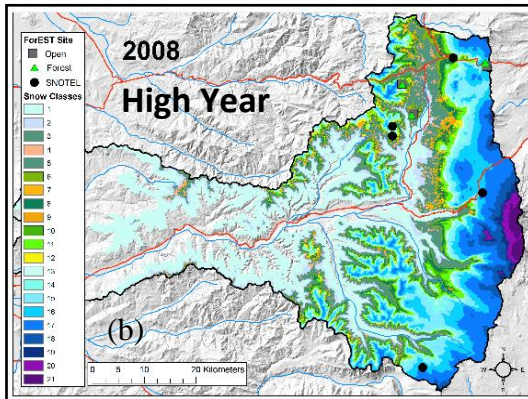 ForEST Site
Open
Forest
SNOTEL
Snow Classes
1
2
3
4
5
6
7
8
9
10
11
12
13
14
15
16
17
18
19
20
21
2008
High Year
(b)
0 5 10 20 Kilometers
N
W E
S